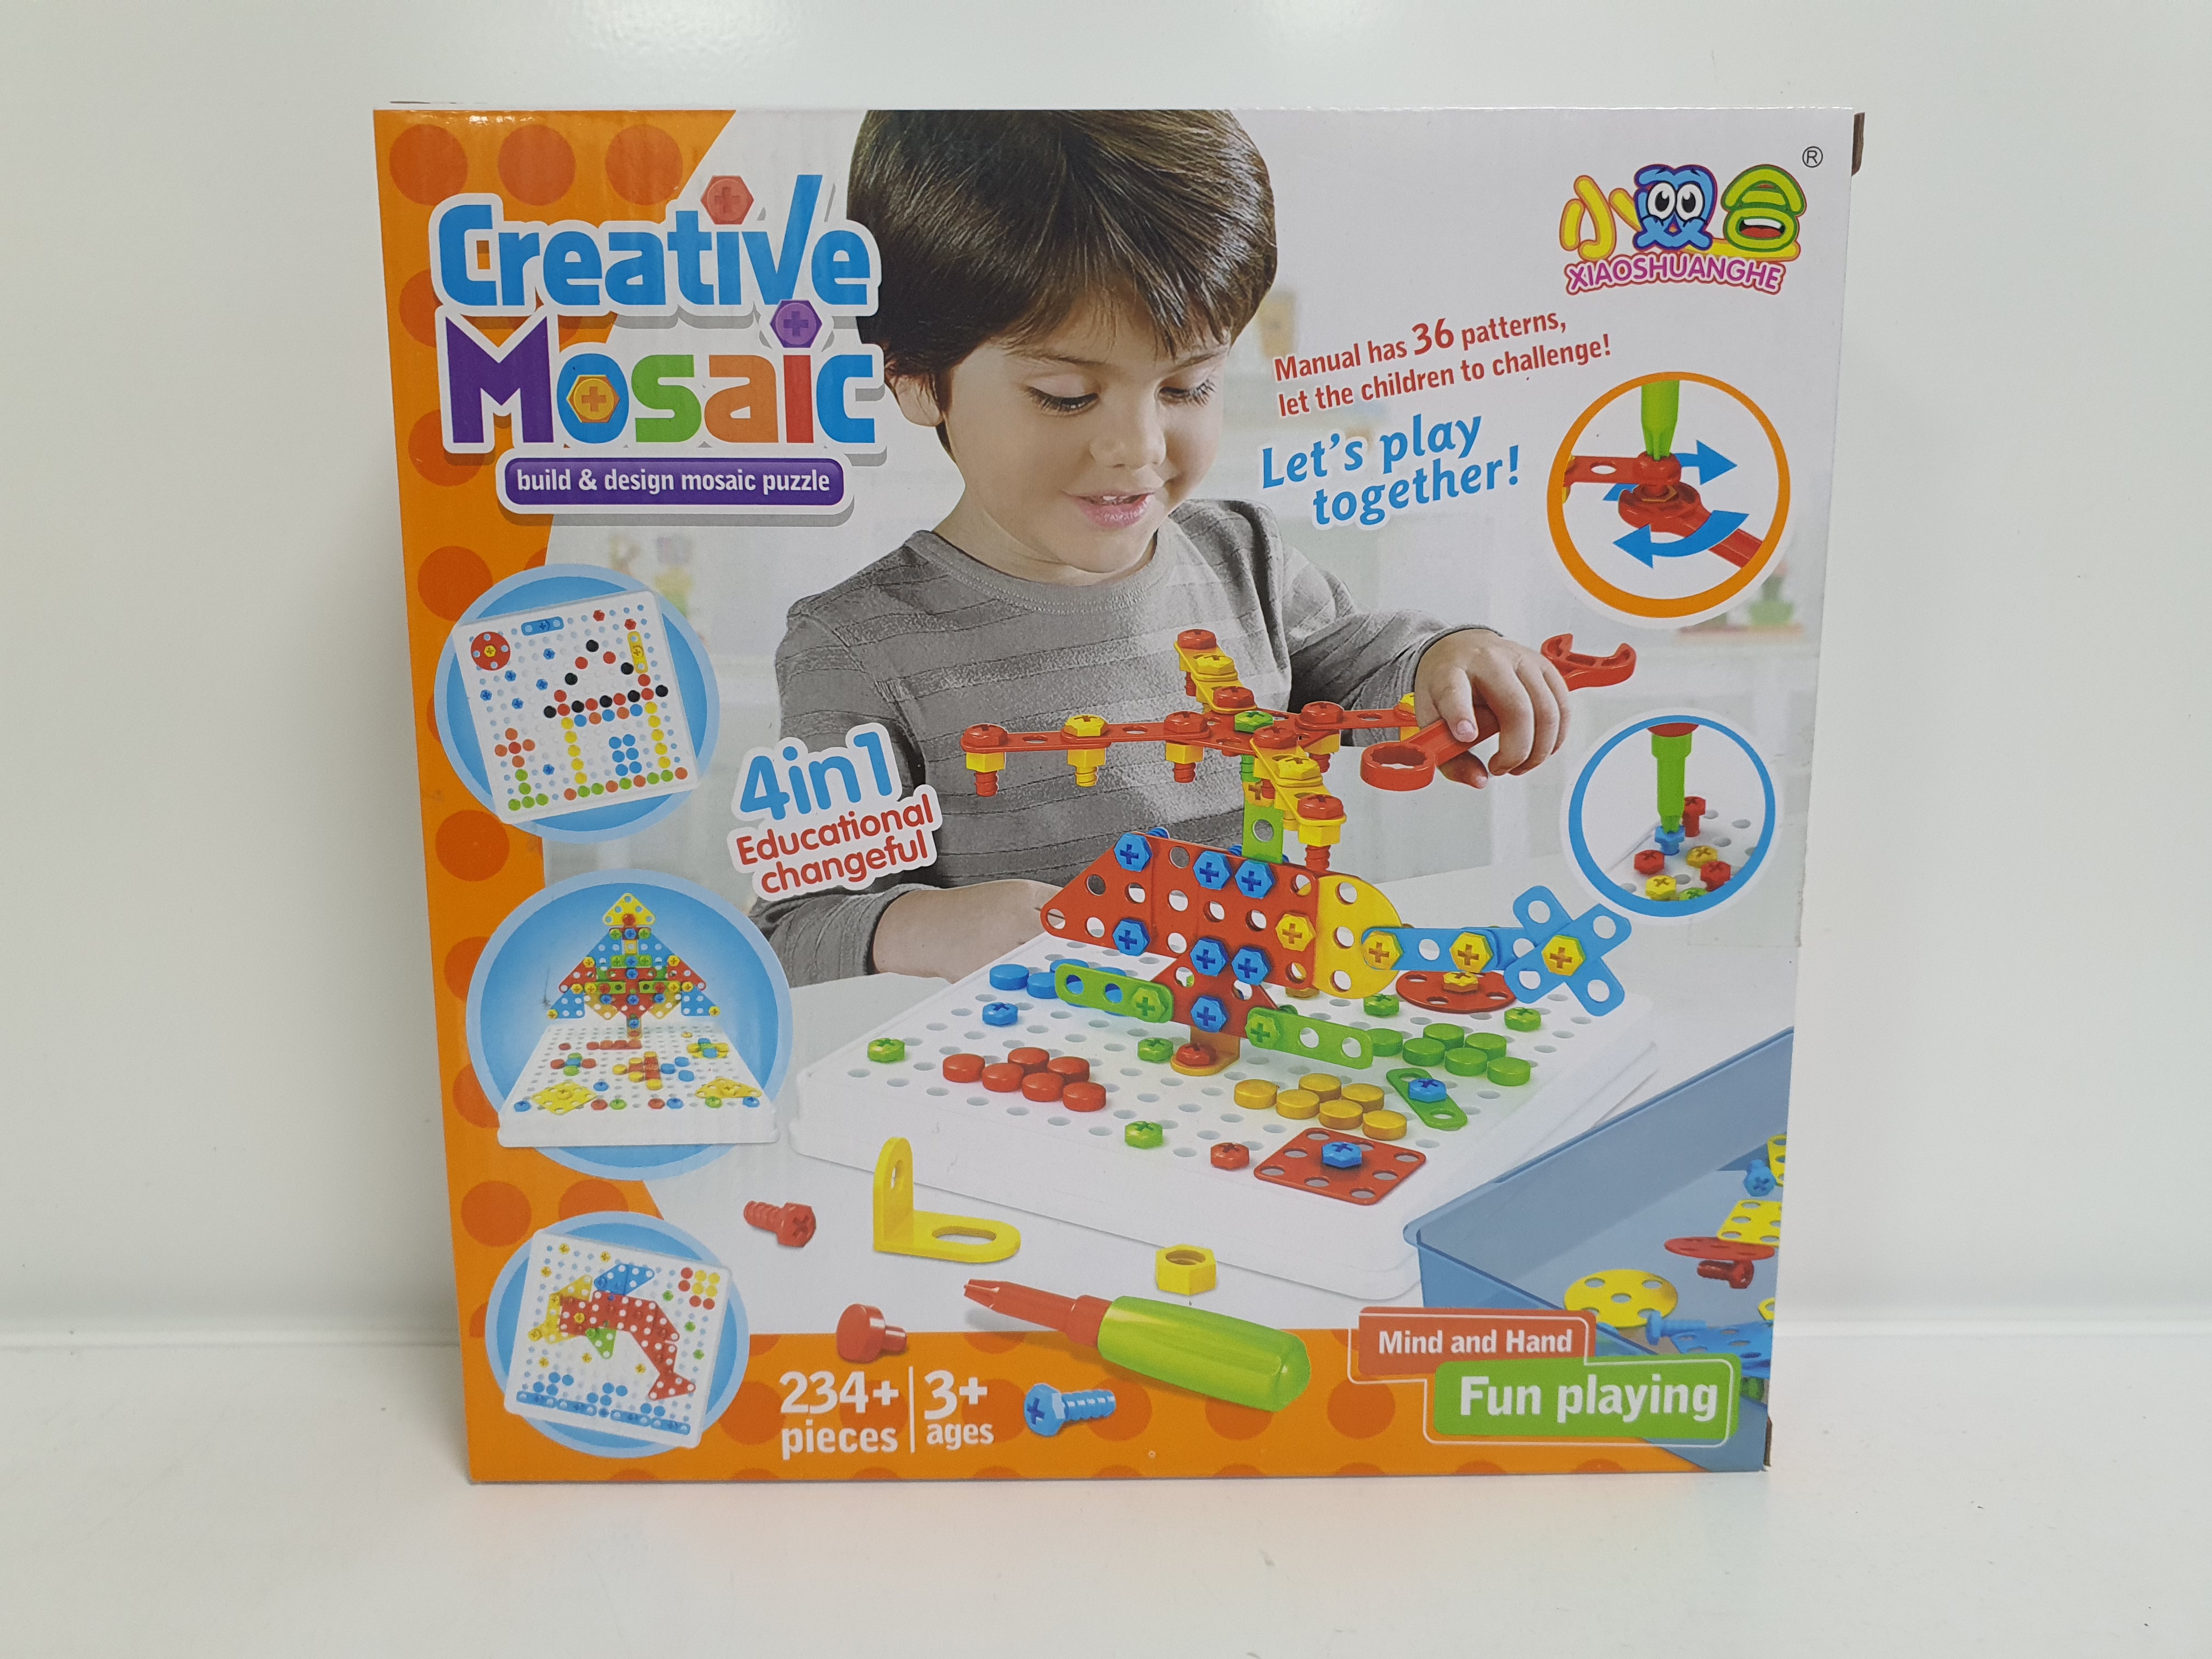 Creative
Mosaic
build & design mosaic puzzle
小双合
®
XIAOSHUANGHE
Manual has 36 patterns,
let the children to challenge!
Let's play
together!
4in1
Educational
changeful
234+
pieces
3+
ages
Mind and Hand
Fun playing